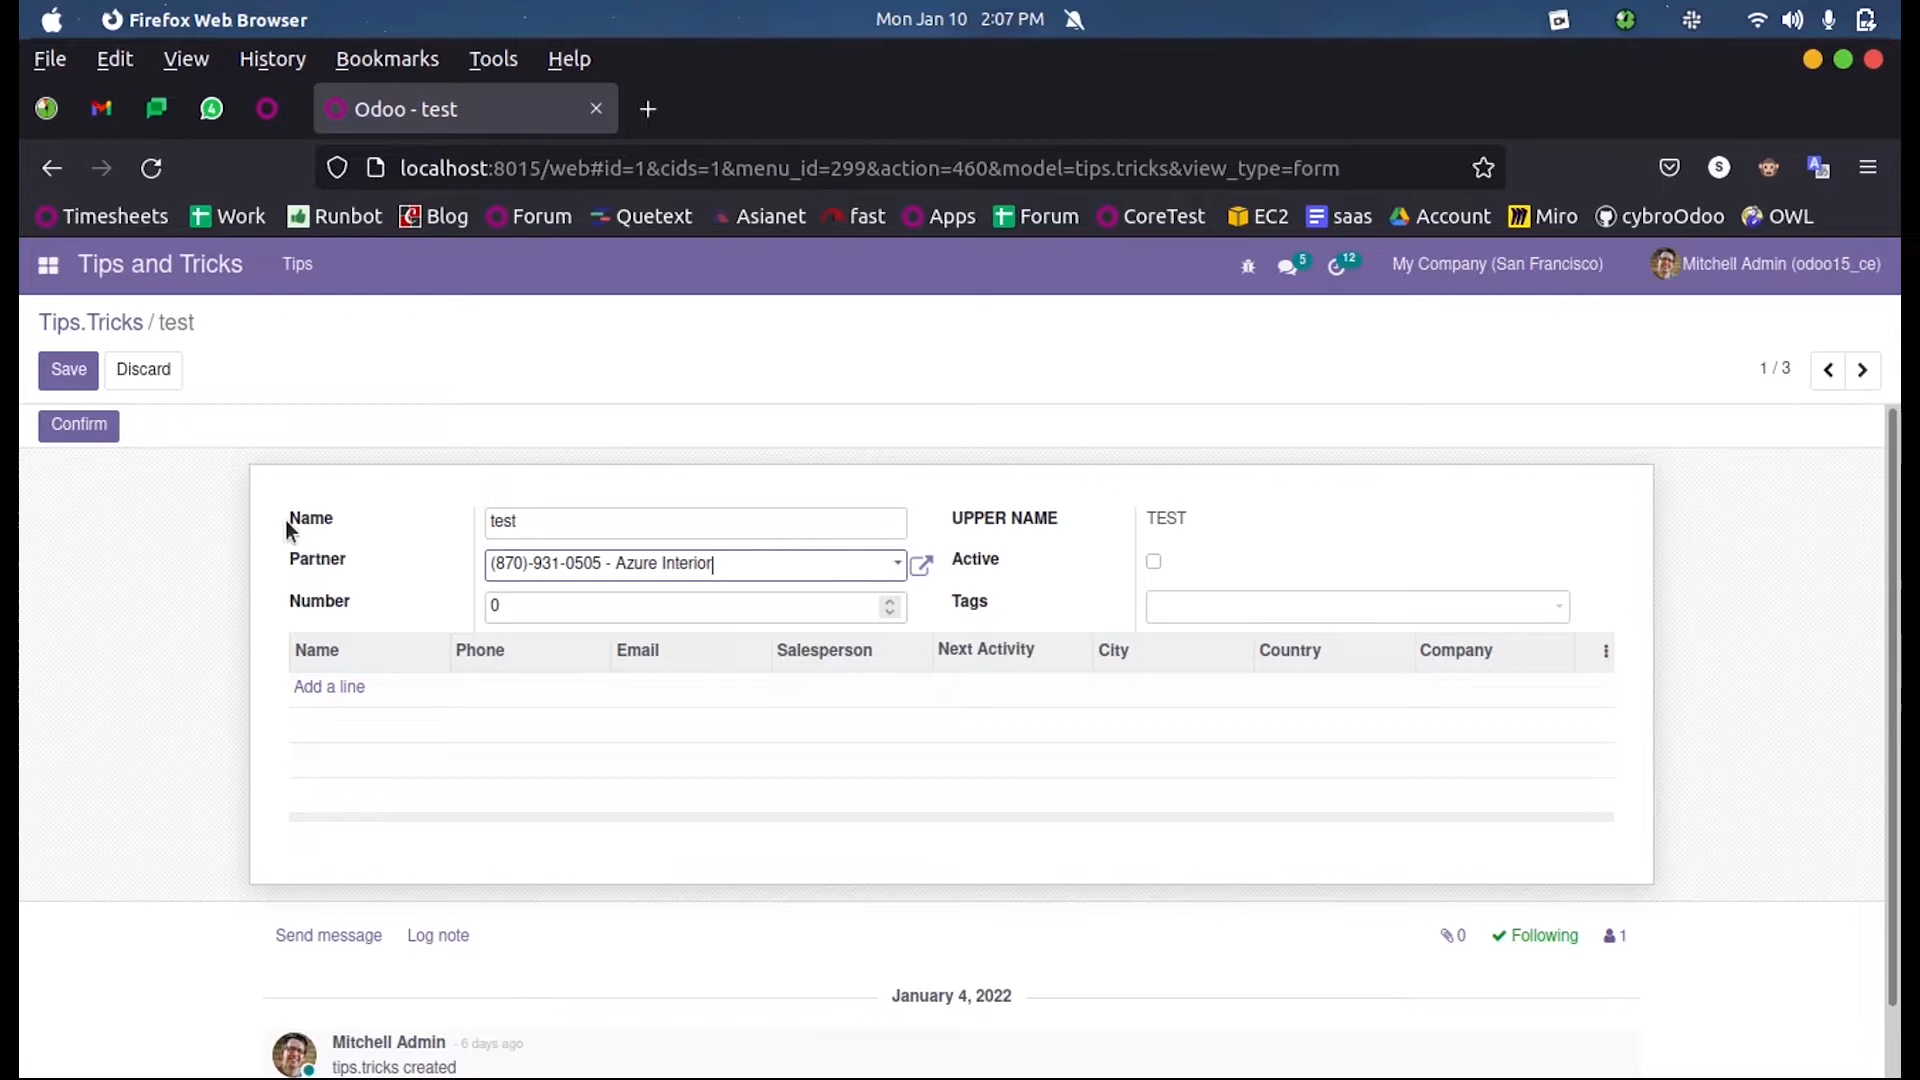 Firefox Web Browser Mon Jan 10 2:07 PM
File Edit View History Bookmarks Tools Help
Odoo - test
localhost:8015/web#id=1&cids=1&menu_id=299&action=460&model=tips.tricks&view_type=form
Timesheets Work Runbot Blog Forum Quetext Asianet fast Apps Forum CoreTest EC2 saas Account Miro cybroOdoo OWL
Tips and Tricks Tips 5 12 My Company (San Francisco) Mitchell Admin (odoo15_ce)
Tips.Tricks / test
Save Discard 1 / 3
Confirm
Name test UPPER NAME TEST
Partner (870)-931-0505 - Azure Interior Active
Number 0 Tags
Name Phone Email Salesperson Next Activity City Country Company
Add a line
Send message Log note 0 Following 1
January 4, 2022
Mitchell Admin - 6 days ago
tips.tricks created